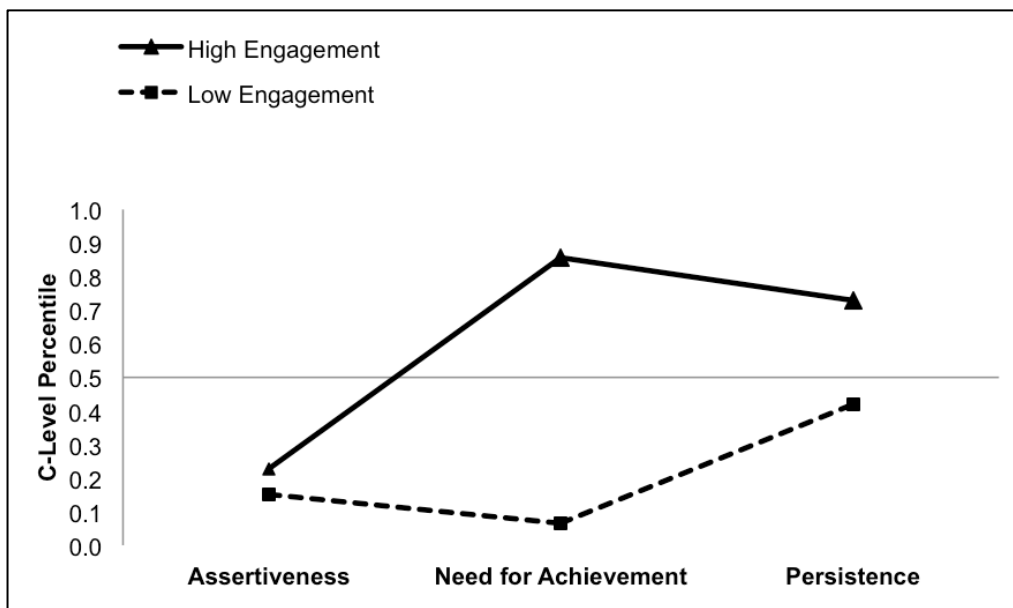 High Engagement
Low Engagement
C-Level Percentile
1.0
0.9
0.8
0.7
0.6
0.5
0.4
0.3
0.2
0.1
0.0
Assertiveness Need for Achievement Persistence